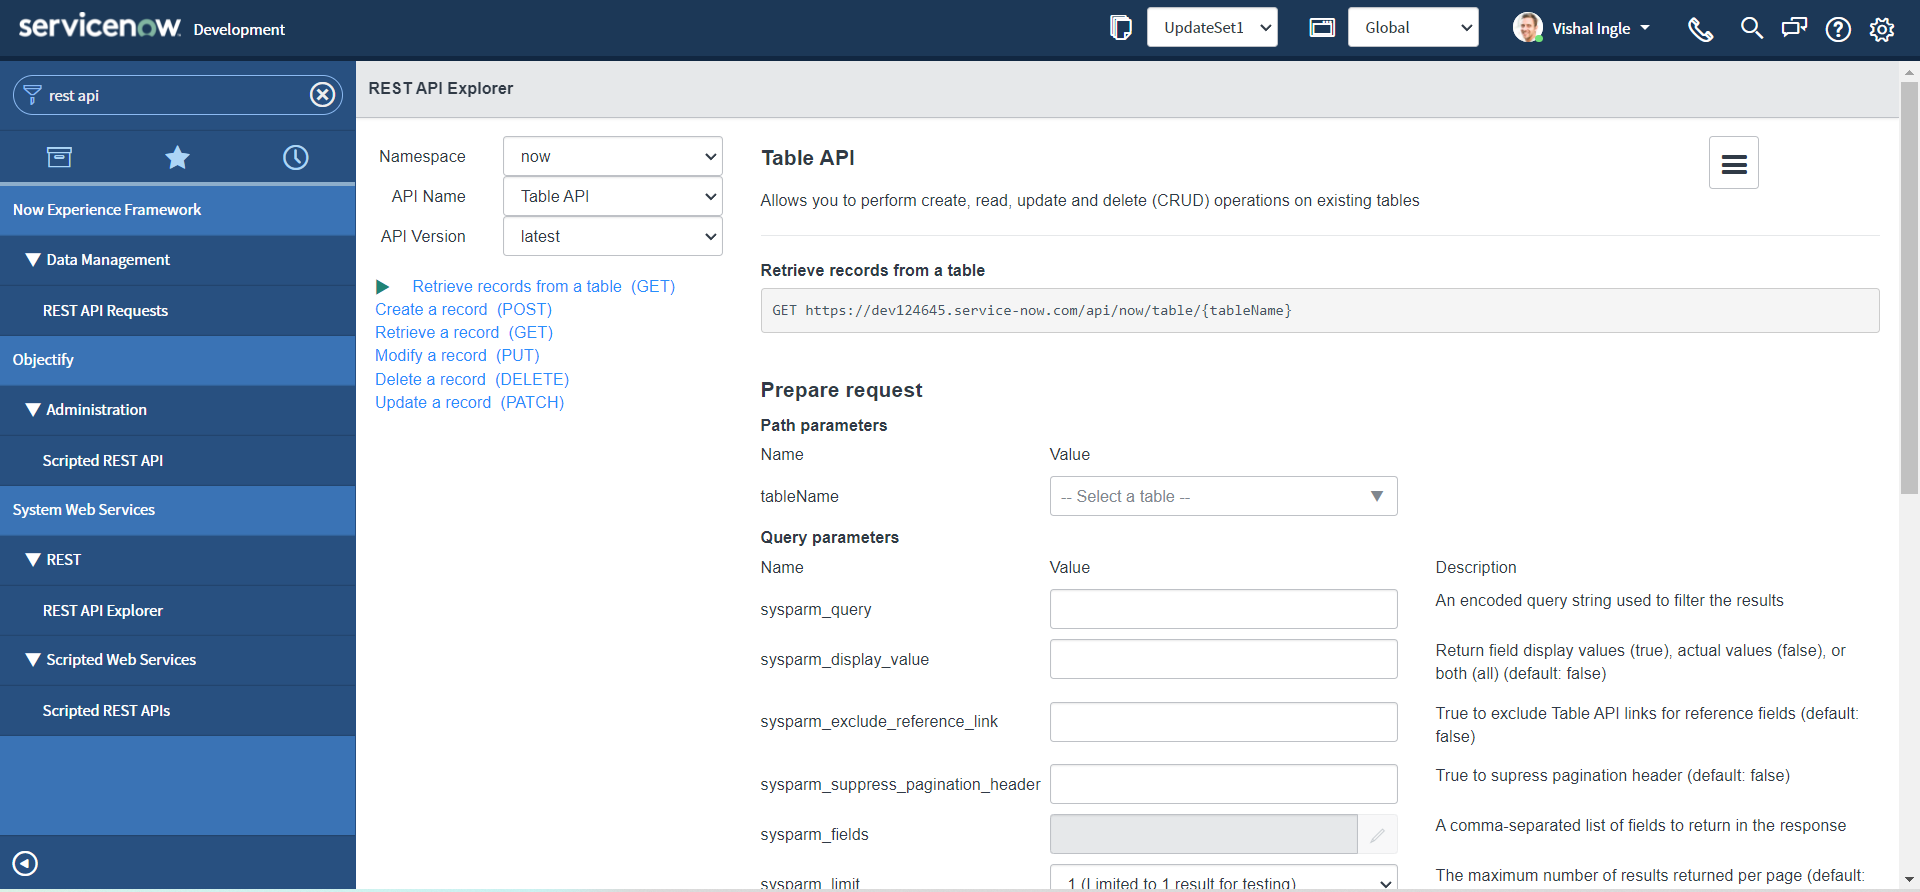 servicenow. Development
UpdateSet1
Global
Vishal Ingle
rest api
Now Experience Framework
Data Management
REST API Requests
Objectify
Administration
Scripted REST API
System Web Services
REST
REST API Explorer
Scripted Web Services
Scripted REST APIs
REST API Explorer
Namespace now
API Name Table API
API Version latest
Retrieve records from a table (GET)
Create a record (POST)
Retrieve a record (GET)
Modify a record (PUT)
Delete a record (DELETE)
Update a record (PATCH)
Table API
Allows you to perform create, read, update and delete (CRUD) operations on existing tables
Retrieve records from a table
GET https://dev124645.service-now.com/api/now/table/{tableName}
Prepare request
Path parameters
Name Value
tableName -- Select a table --
Query parameters
Name Value Description
sysparm_query An encoded query string used to filter the results
sysparm_display_value Return field display values (true), actual values (false), or
both (all) (default: false)
sysparm_exclude_reference_link True to exclude Table API links for reference fields (default:
false)
sysparm_suppress_pagination_header True to supress pagination header (default: false)
sysparm_fields A comma-separated list of fields to return in the response
sysparm_limit 1 (Limited to 1 result for testing) The maximum number of results returned per page (default: